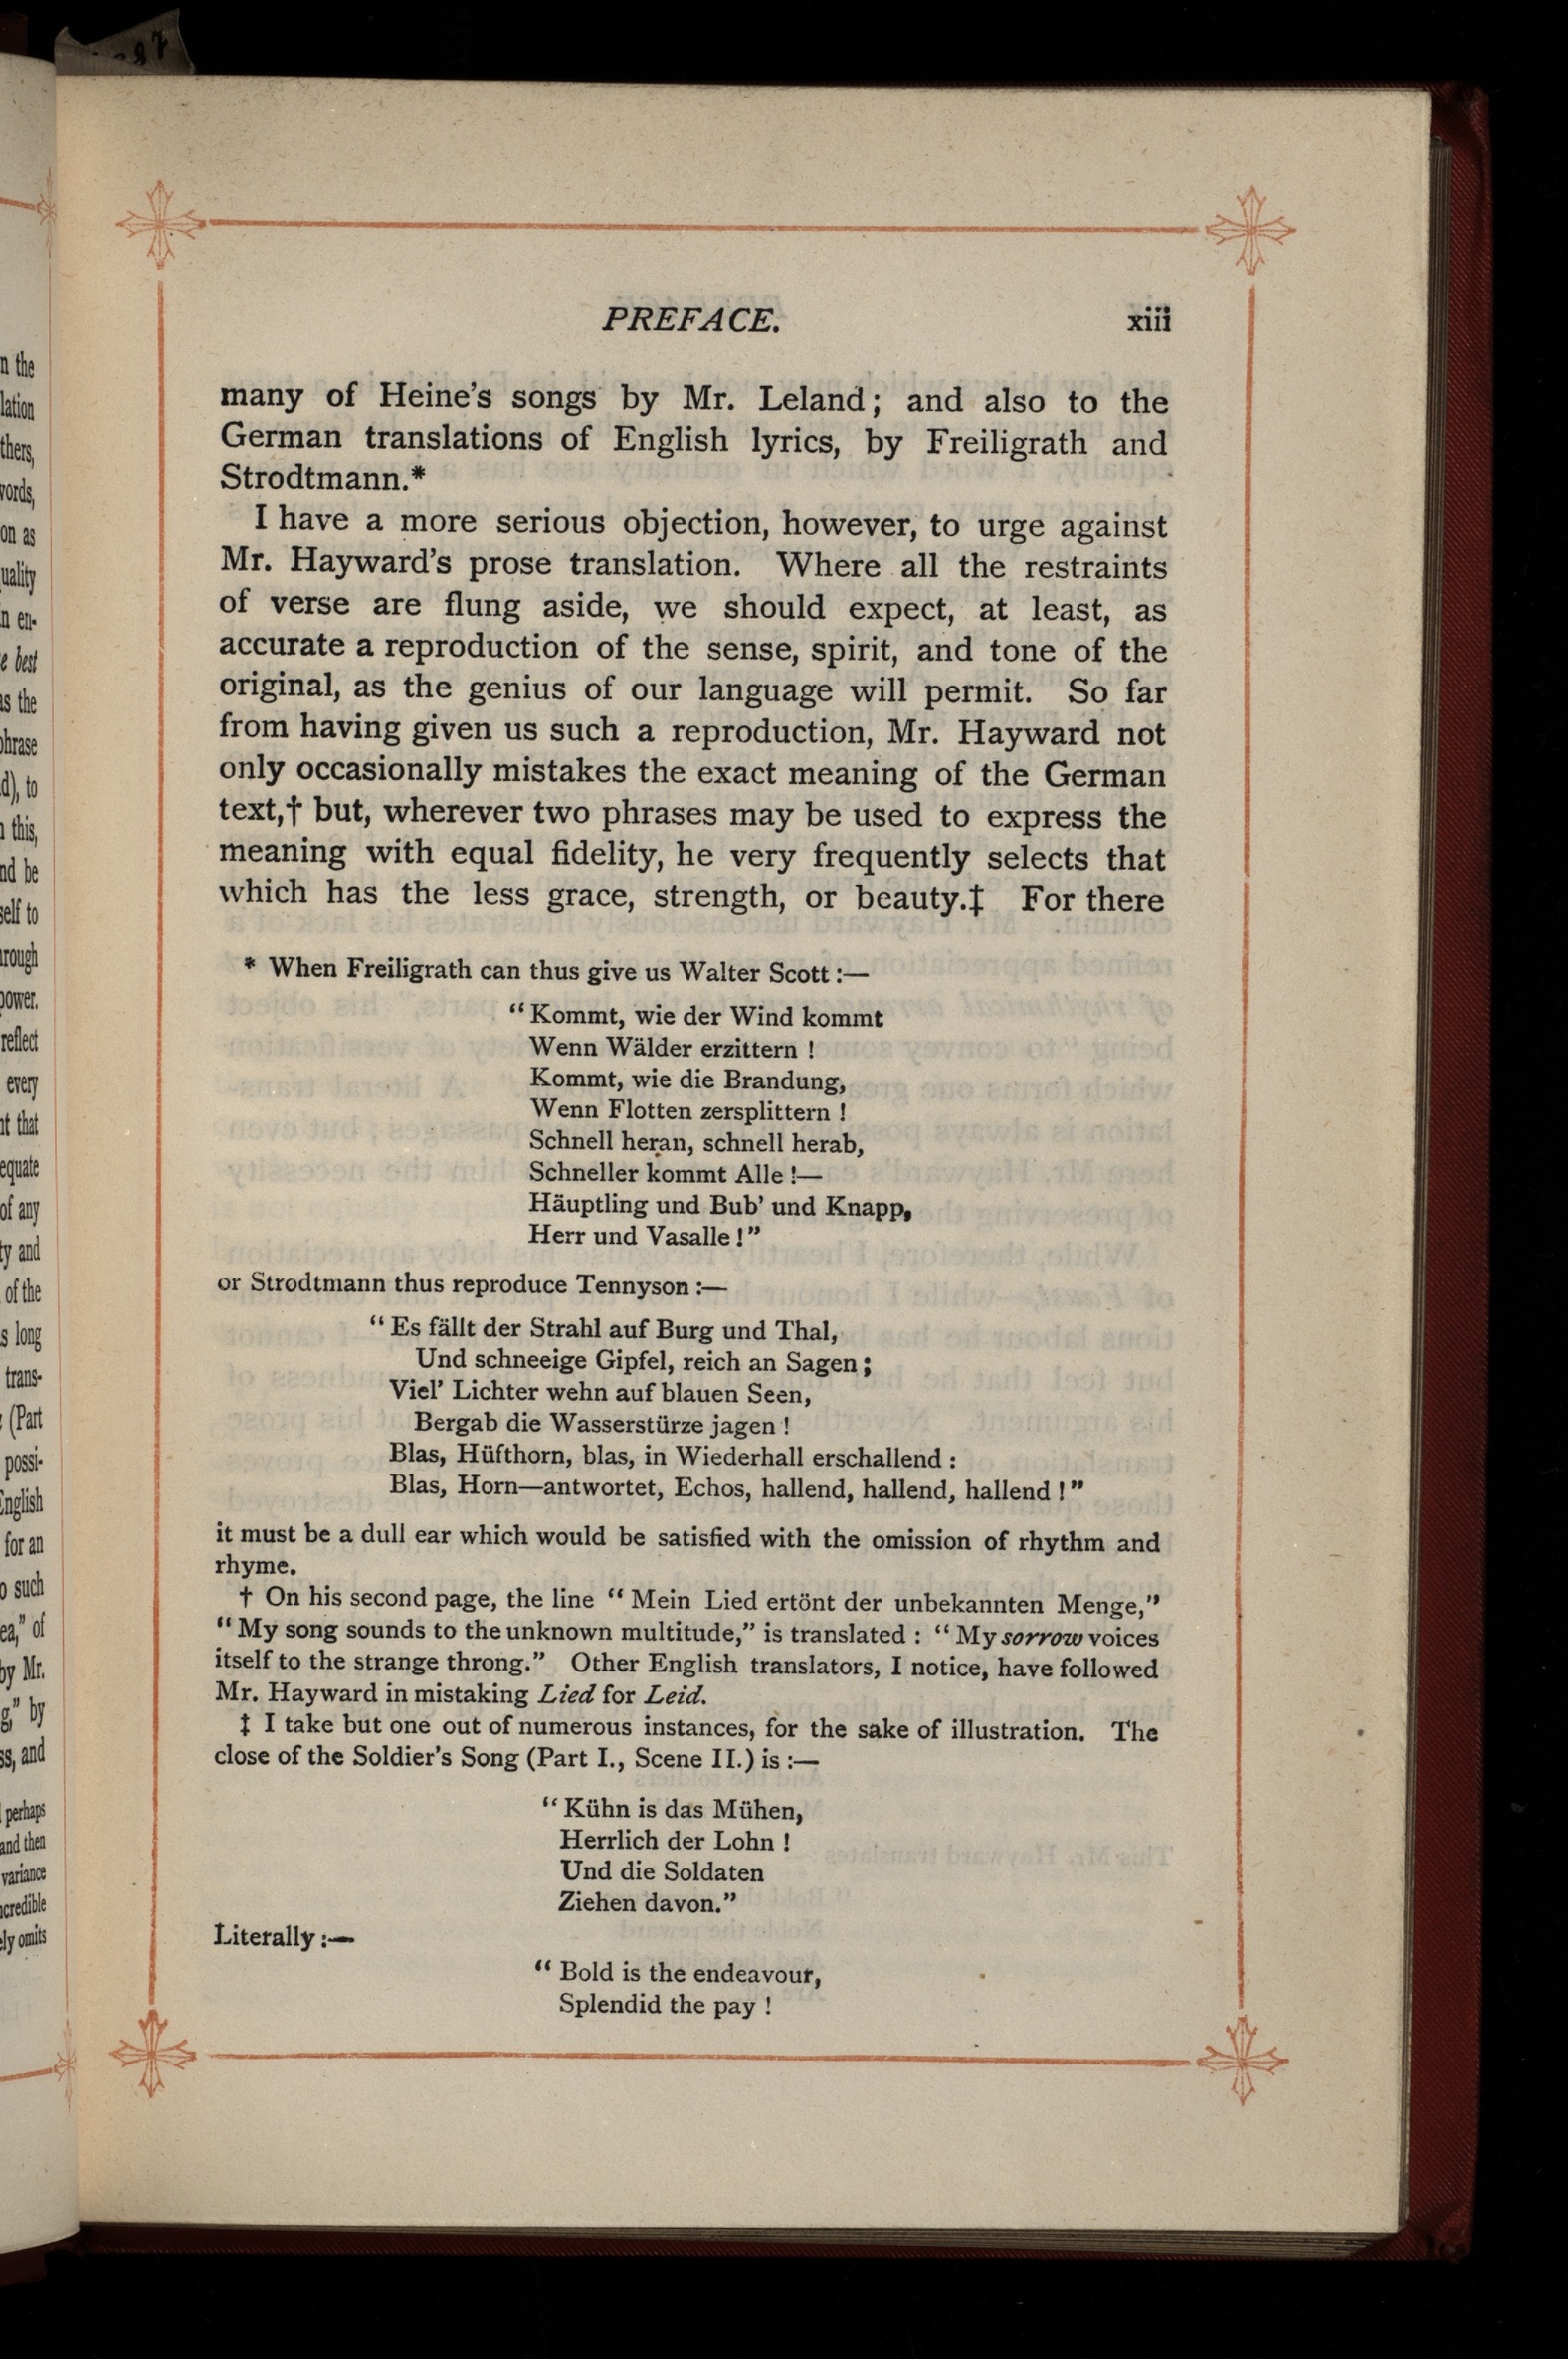 PREFACE. xiii
many of Heine's songs by Mr. Leland; and also to the
German translations of English lyrics, by Freiligrath and
Strodtmann.*
I have a more serious objection, however, to urge against
Mr. Hayward's prose translation. Where all the restraints
of verse are flung aside, we should expect, at least, as
accurate a reproduction of the sense, spirit, and tone of the
original, as the genius of our language will permit. So far
from having given us such a reproduction, Mr. Hayward not
only occasionally mistakes the exact meaning of the German
text,† but, wherever two phrases may be used to express the
meaning with equal fidelity, he very frequently selects that
which has the less grace, strength, or beauty.‡ For there
* When Freiligrath can thus give us Walter Scott :—
“Kommt, wie der Wind kommt
Wenn Wälder erzittern !
Kommt, wie die Brandung,
Wenn Flotten zersplittern !
Schnell heran, schnell herab,
Schneller kommt Alle !—
Häuptling und Bub' und Knapp,
Herr und Vasalle !”
or Strodtmann thus reproduce Tennyson :—
“Es fällt der Strahl auf Burg und Thal,
Und schneeige Gipfel, reich an Sagen ;
Viel' Lichter wehn auf blauen Seen,
Bergab die Wasserstürze jagen !
Blas, Hüfthorn, blas, in Wiederhall erschallend :
Blas, Horn—antwortet, Echos, hallend, hallend, hallend !”
it must be a dull ear which would be satisfied with the omission of rhythm and
rhyme.
† On his second page, the line “Mein Lied ertönt der unbekannten Menge,”
“My song sounds to the unknown multitude,” is translated : “My sorrow voices
itself to the strange throng.” Other English translators, I notice, have followed
Mr. Hayward in mistaking Lied for Leid.
‡ I take but one out of numerous instances, for the sake of illustration. The
close of the Soldier's Song (Part I., Scene II.) is :—
“Kühn is das Mühen,
Herrlich der Lohn !
Und die Soldaten
Ziehen davon.”
Literally :—
“Bold is the endeavour,
Splendid the pay !